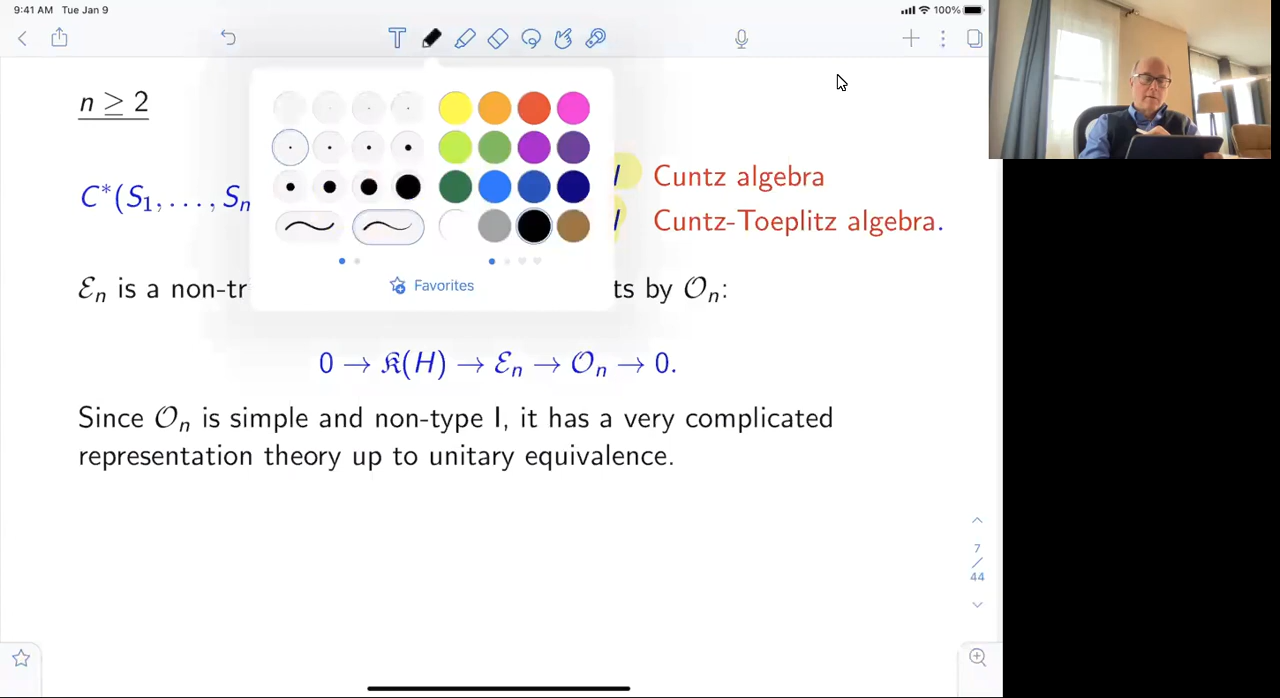 9:41 AM Tue Jan 9
100%
n ≥ 2
C*(S₁, . . . , Sₙ
I Cuntz algebra
I Cuntz-Toeplitz algebra.
ℰₙ is a non-tr
ts by 𝒪ₙ:
Favorites
0 → 𝔎(H) → ℰₙ → 𝒪ₙ → 0.
Since 𝒪ₙ is simple and non-type I, it has a very complicated
representation theory up to unitary equivalence.
7
/
44